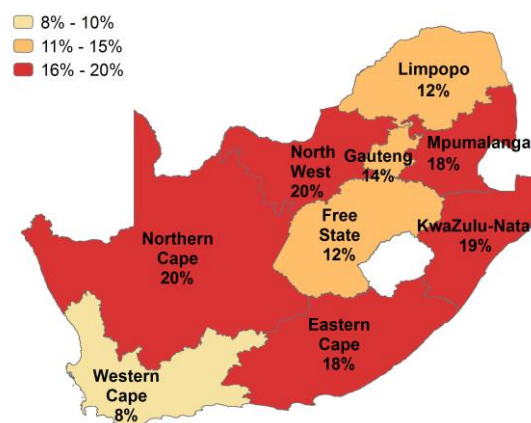 8% - 10%
11% - 15%
16% - 20%
Limpopo
12%
Mpumalanga
18%
North
West
20%
Gauteng
14%
Free
State
12%
KwaZulu-Nata
19%
Northern
Cape
20%
Eastern
Cape
18%
Western
Cape
8%